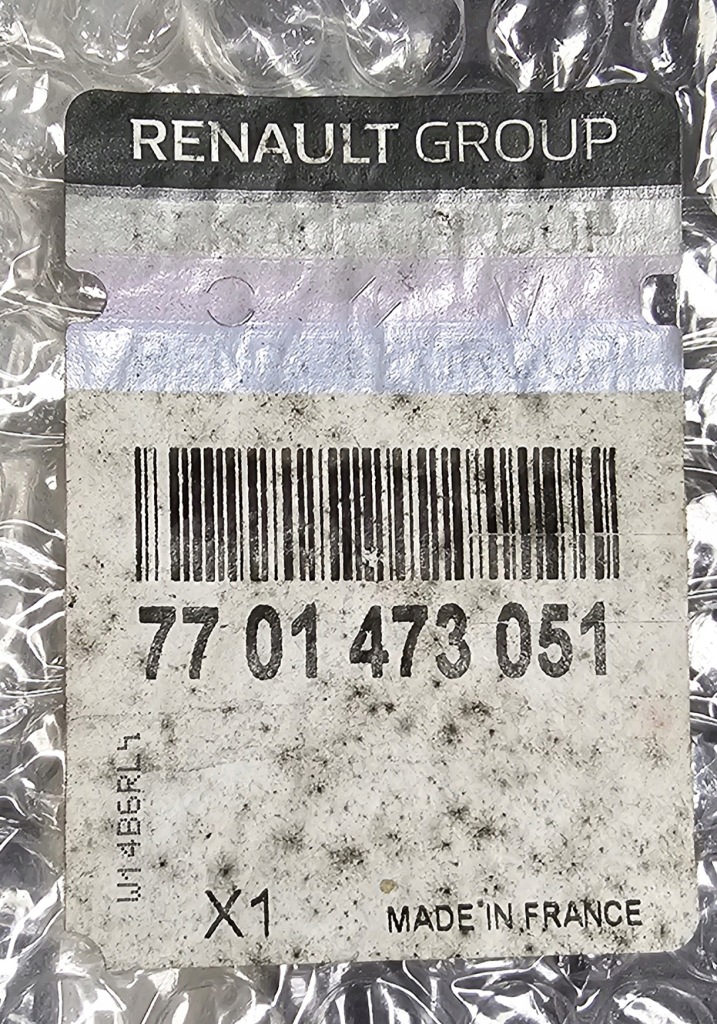 RENAULT GROUP
77 01 473 051
X1
MADE IN FRANCE